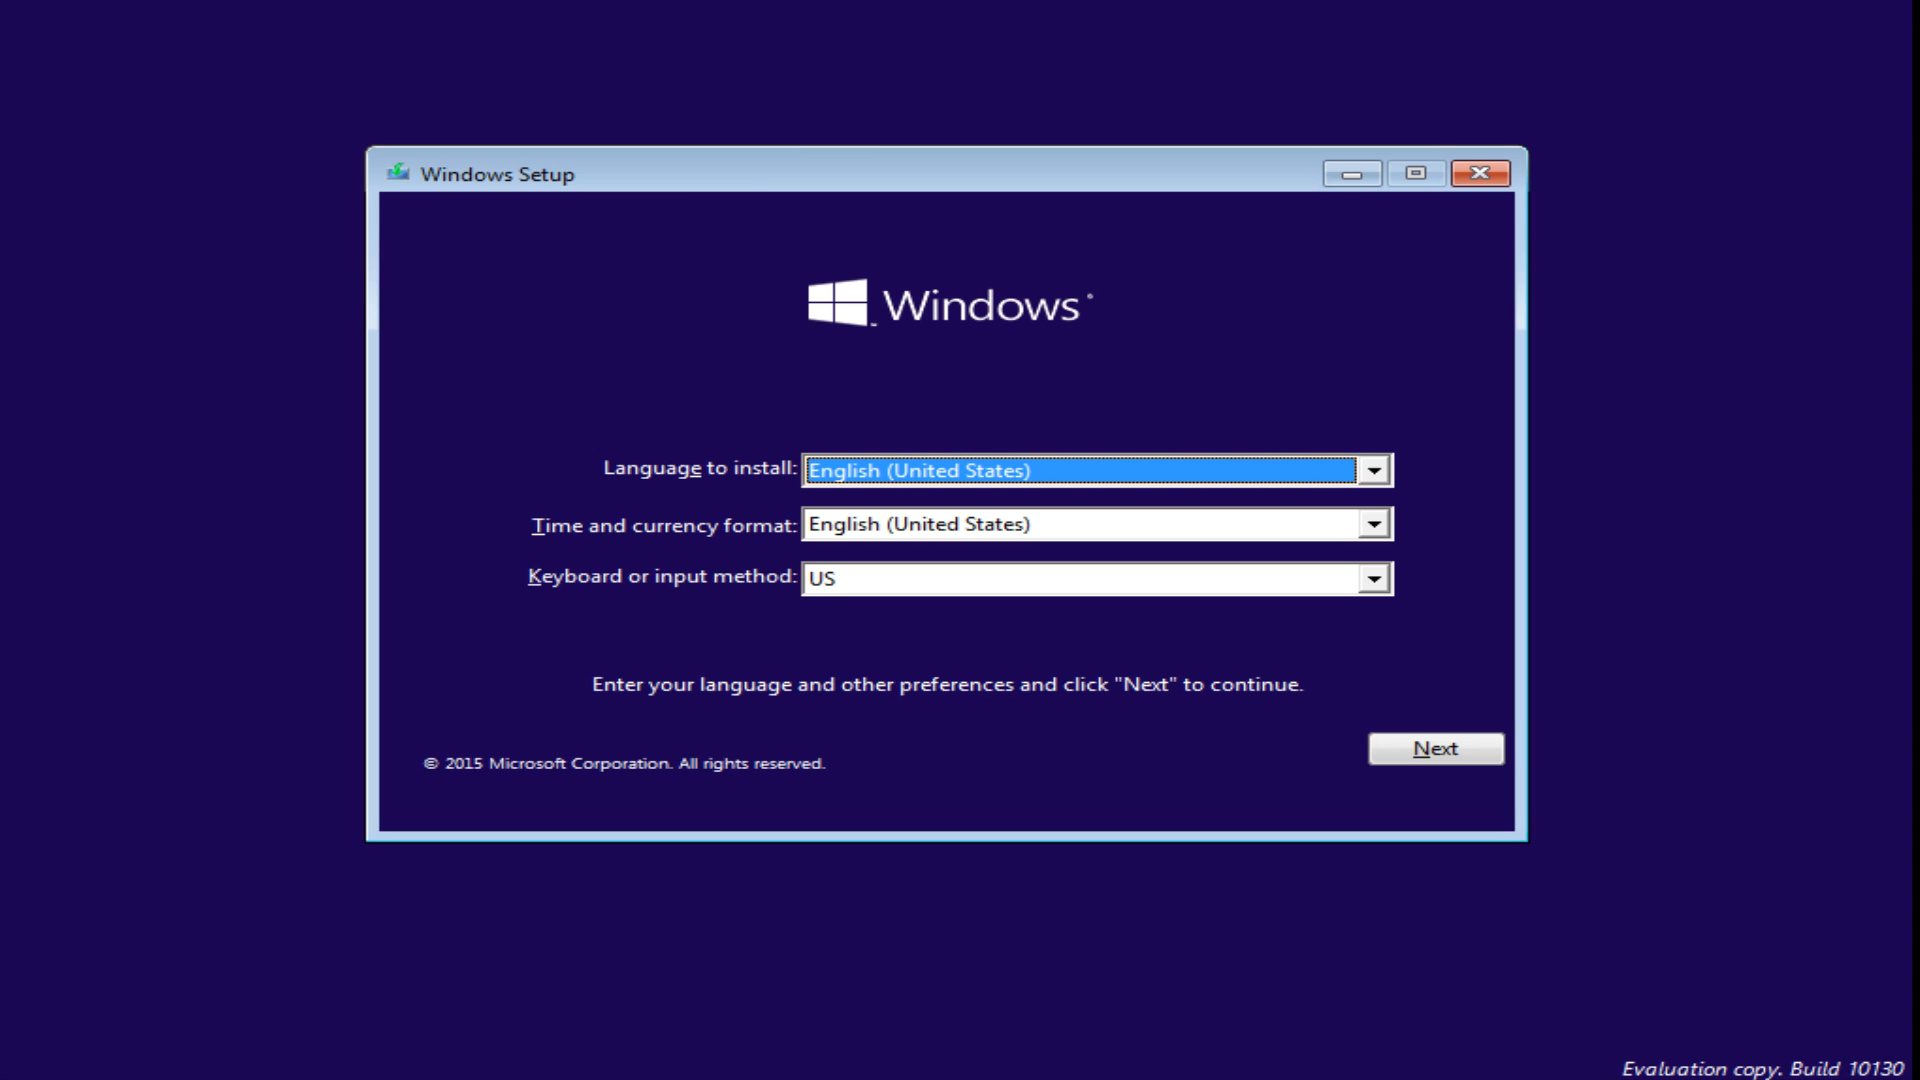 Windows Setup
Windows
Language to install: English (United States)
Time and currency format: English (United States)
Keyboard or input method: US
Enter your language and other preferences and click "Next" to continue.
Next
© 2015 Microsoft Corporation. All rights reserved.
Evaluation copy. Build 10130